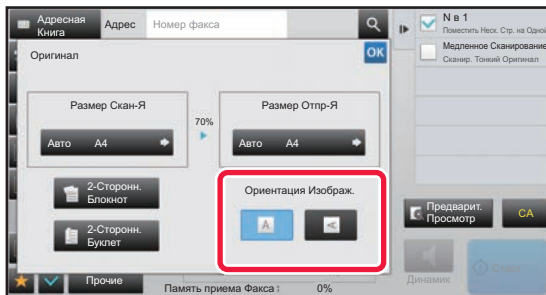 Адресная
Книга
Адрес
Номер факса
N в 1
Поместить Неск. Стр. на Одной
Медленное Сканирование
Сканир. Тонкий Оригинал
Оригинал
OK
Размер Скан-Я
70%
Размер Отпр-Я
Авто A4
Авто A4
2-Сторонн.
Блокнот
Ориентация Изображ.
2-Сторонн.
Буклет
Предварит.
Просмотр
CA
Прочие
Память приема Факса: 0%
Динамик
Старт